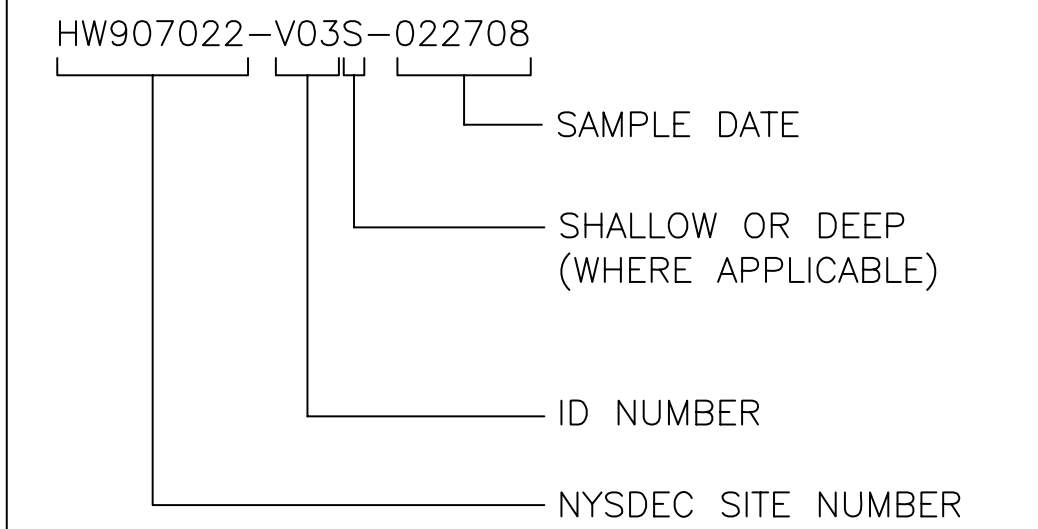 HW907022-V03S-022708
SAMPLE DATE
SHALLOW OR DEEP
(WHERE APPLICABLE)
ID NUMBER
NYSDEC SITE NUMBER